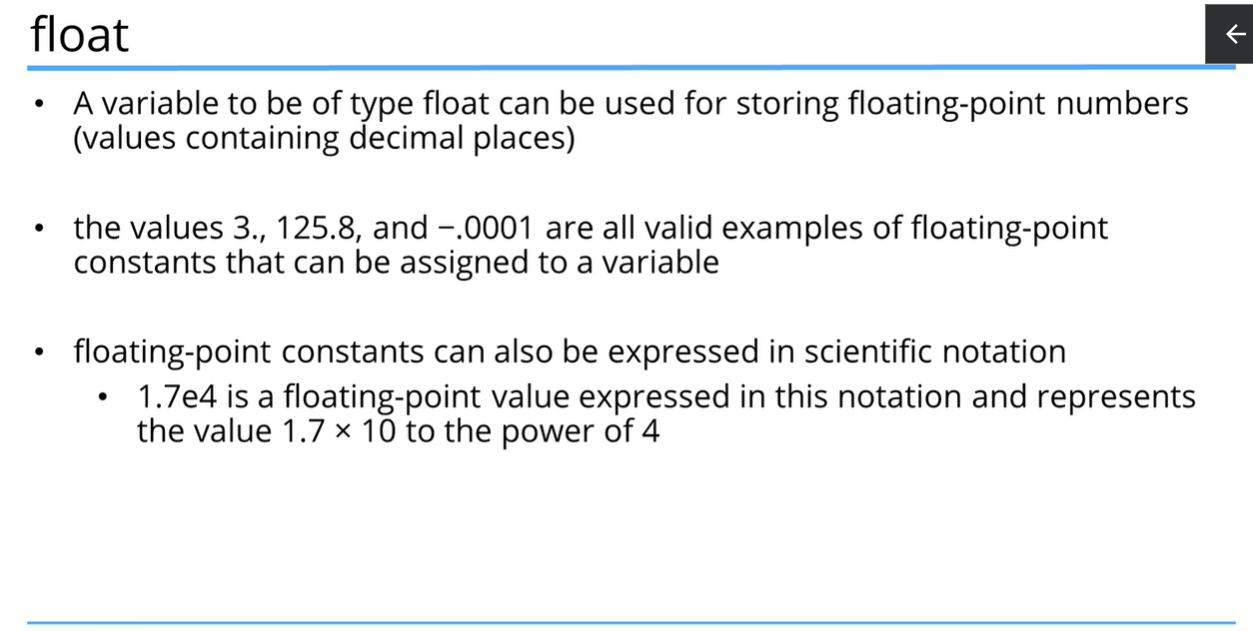 float
• A variable to be of type float can be used for storing floating-point numbers
(values containing decimal places)
• the values 3., 125.8, and −.0001 are all valid examples of floating-point
constants that can be assigned to a variable
• floating-point constants can also be expressed in scientific notation
• 1.7e4 is a floating-point value expressed in this notation and represents
the value 1.7 × 10 to the power of 4